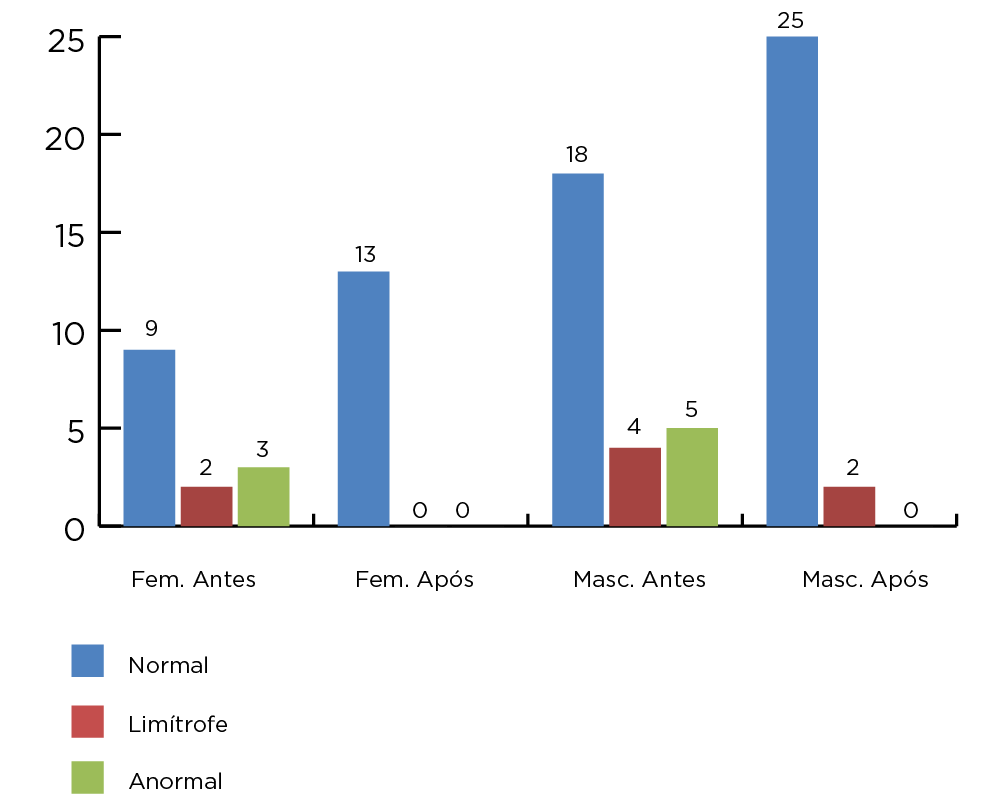 25
25
20
18
15
13
10
9
5
5
4
3
2
2
0
0
0
0
Fem. Antes
Fem. Após
Masc. Antes
Masc. Após
Normal
Limítrofe
Anormal